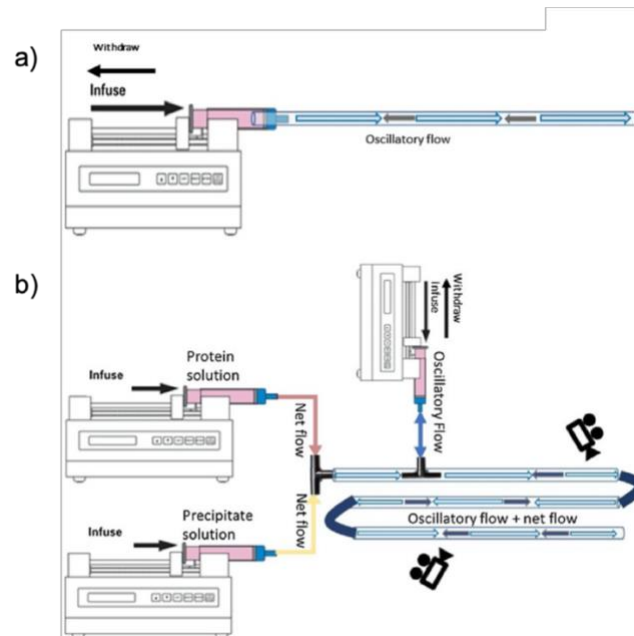 a)
Withdraw
Infuse
Oscillatory flow
b)
Infuse
Withdraw
Oscillatory Flow
Protein
solution
Infuse
Net flow
Net flow
Precipitate
solution
Infuse
Oscillatory flow + net flow